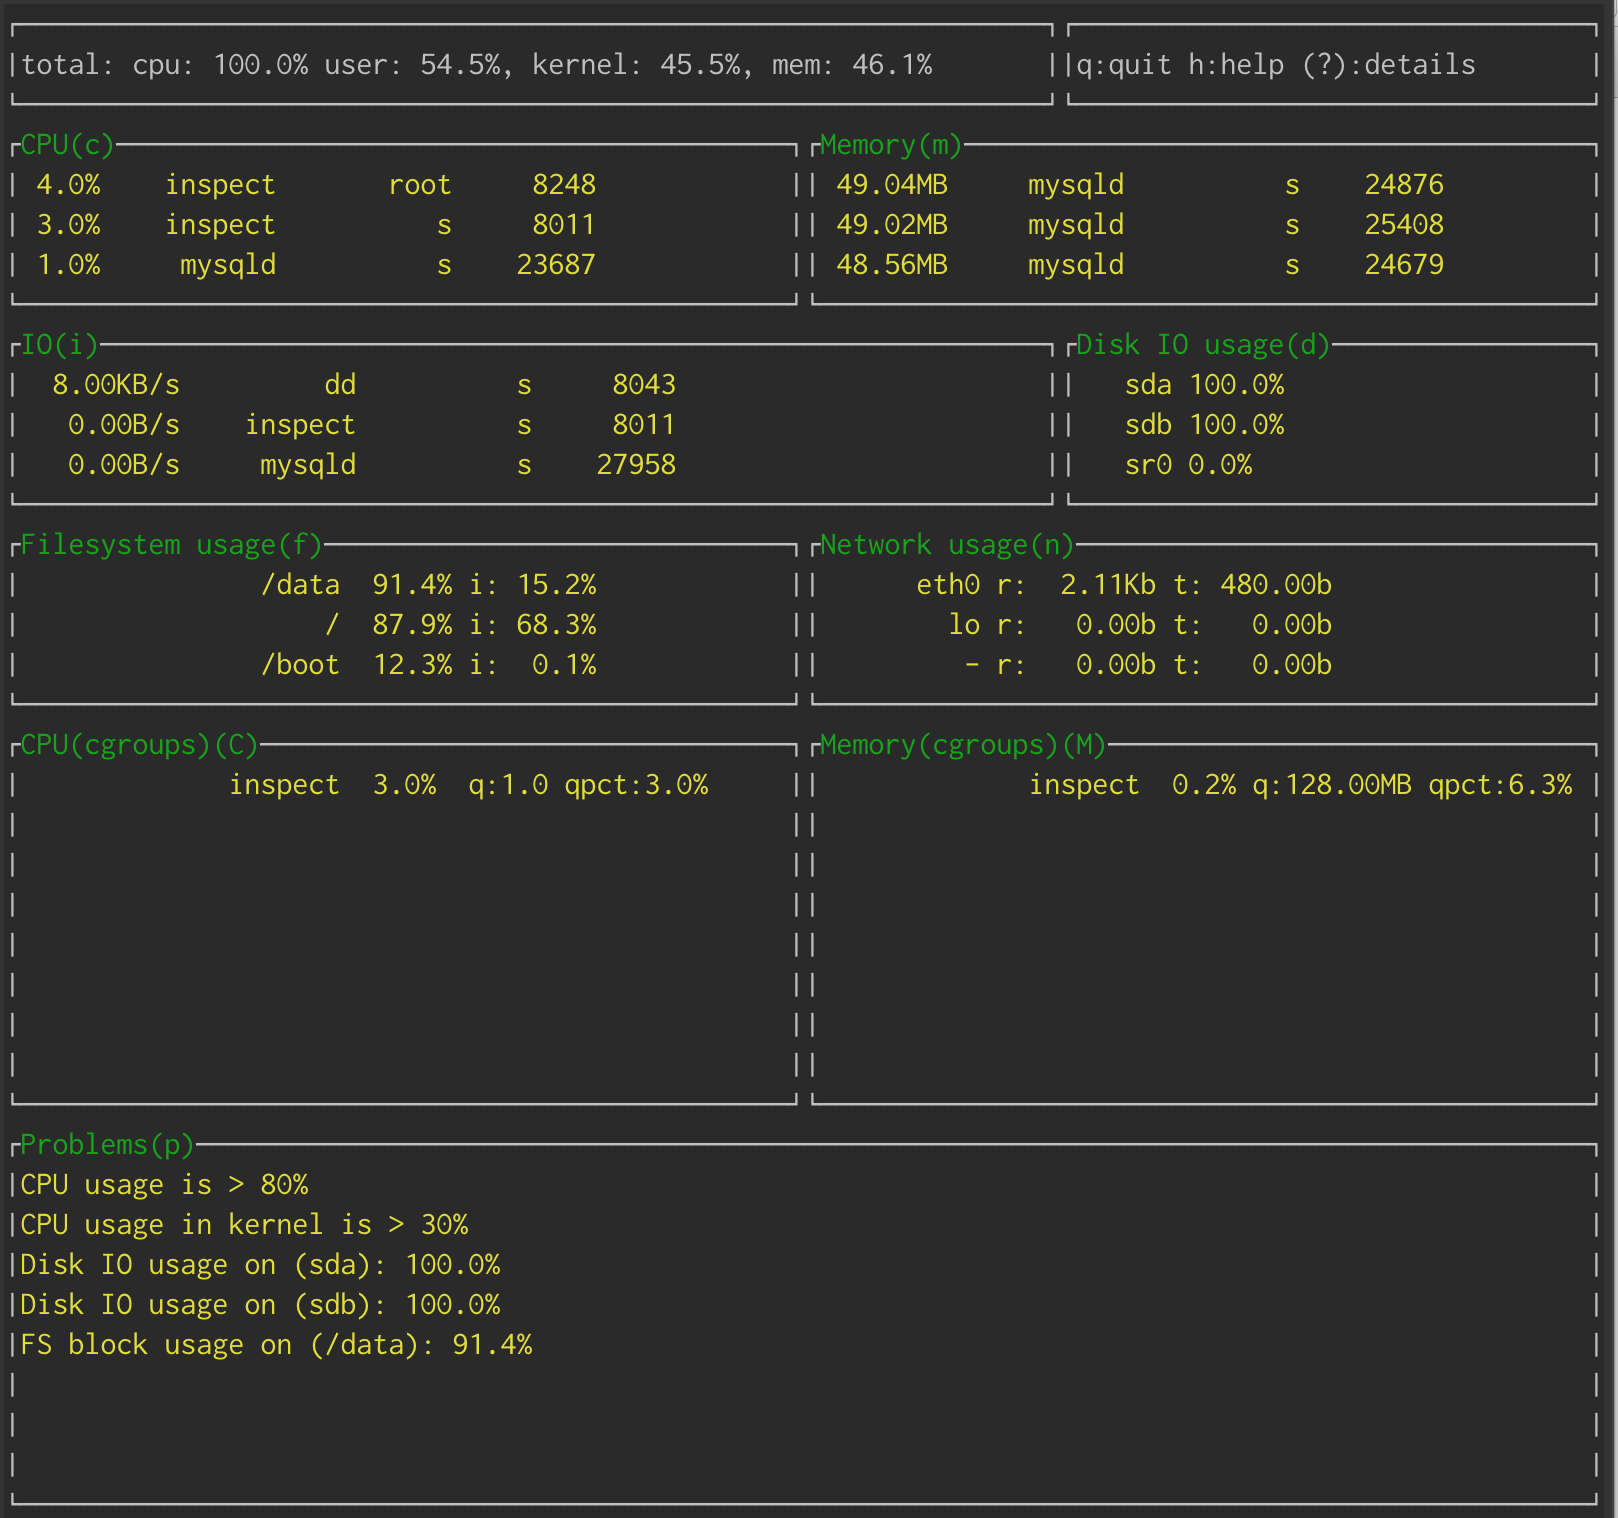 total: cpu: 100.0% user: 54.5%, kernel: 45.5%, mem: 46.1%
q:quit h:help (?):details
CPU(c)
4.0% inspect root 8248
3.0% inspect s 8011
1.0% mysqld s 23687
Memory(m)
49.04MB mysqld s 24876
49.02MB mysqld s 25408
48.56MB mysqld s 24679
IO(i)
8.00KB/s dd s 8043
0.00B/s inspect s 8011
0.00B/s mysqld s 27958
Disk IO usage(d)
sda 100.0%
sdb 100.0%
sr0 0.0%
Filesystem usage(f)
/data 91.4% i: 15.2%
/ 87.9% i: 68.3%
/boot 12.3% i: 0.1%
Network usage(n)
eth0 r: 2.11Kb t: 480.00b
lo r: 0.00b t: 0.00b
- r: 0.00b t: 0.00b
CPU(cgroups)(C)
inspect 3.0% q:1.0 qpct:3.0%
Memory(cgroups)(M)
inspect 0.2% q:128.00MB qpct:6.3%
Problems(p)
CPU usage is > 80%
CPU usage in kernel is > 30%
Disk IO usage on (sda): 100.0%
Disk IO usage on (sdb): 100.0%
FS block usage on (/data): 91.4%